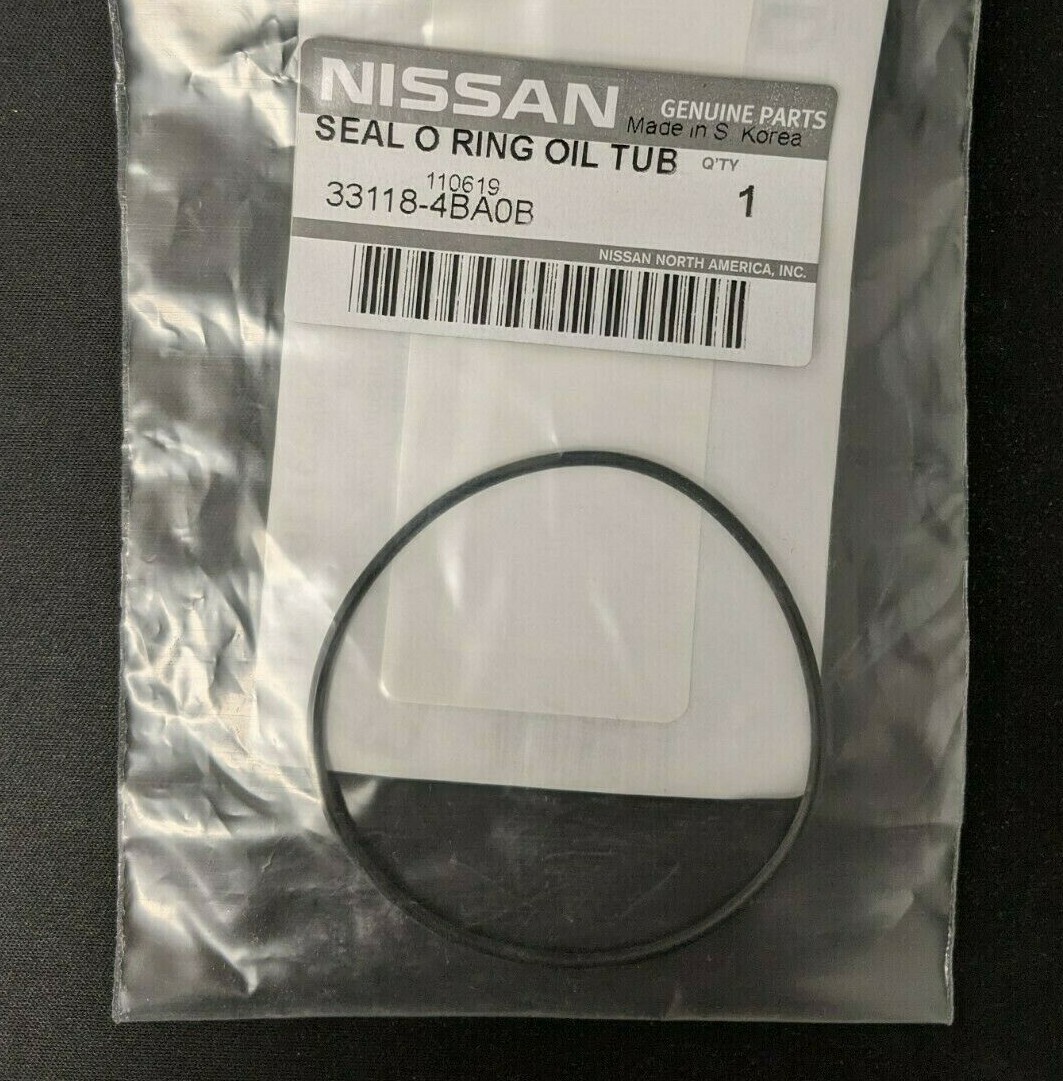 NISSAN GENUINE PARTS
Made in S Korea
SEAL O RING OIL TUB Q'TY
110619
33118-4BA0B 1
NISSAN NORTH AMERICA, INC.